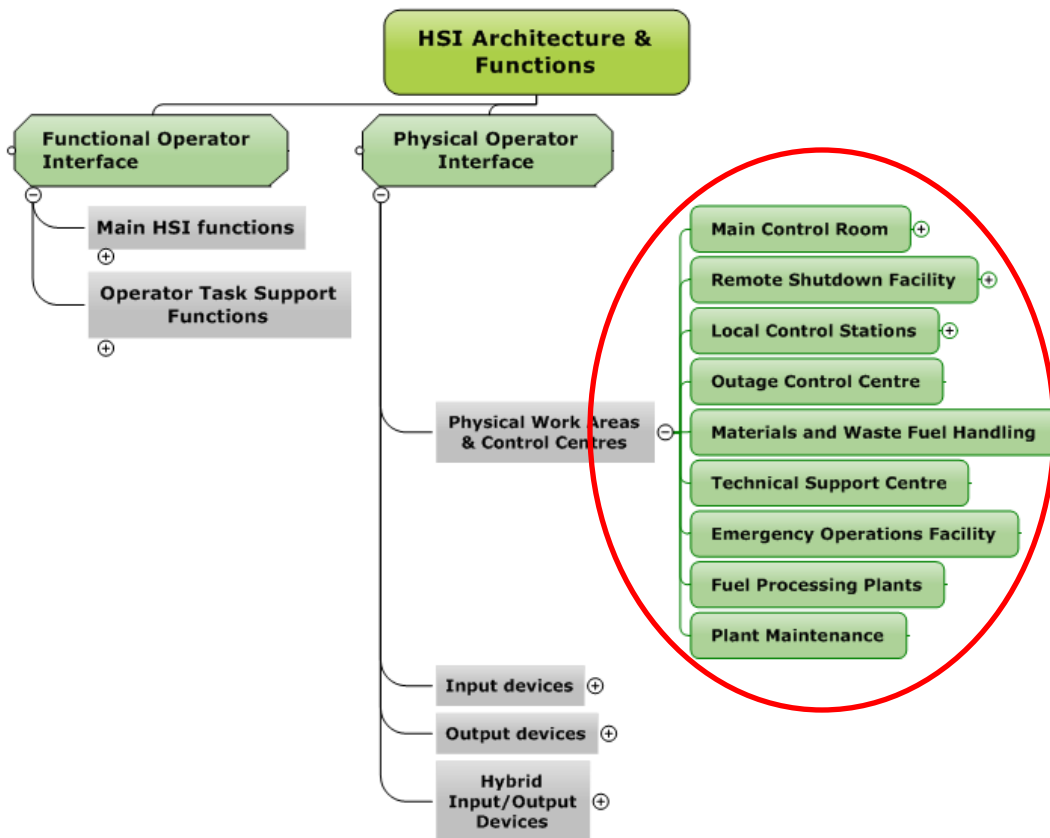 HSI Architecture &
Functions
Functional Operator
Interface
Main HSI functions
Operator Task Support
Functions
Physical Operator
Interface
Physical Work Areas
& Control Centres
Main Control Room
Remote Shutdown Facility
Local Control Stations
Outage Control Centre
Materials and Waste Fuel Handling
Technical Support Centre
Emergency Operations Facility
Fuel Processing Plants
Plant Maintenance
Input devices
Output devices
Hybrid
Input/Output
Devices